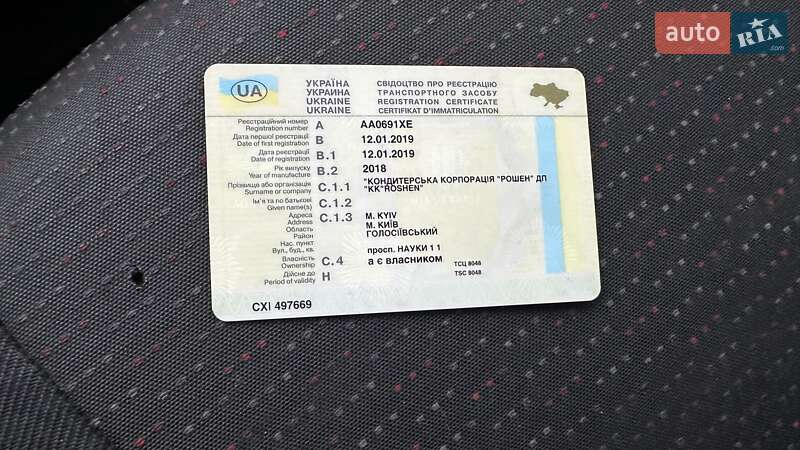 auto RIA .com
UA
УКРАЇНА
УКРАИНА
UKRAINE
UKRAINE
СВІДОЦТВО ПРО РЕЄСТРАЦІЮ
ТРАНСПОРТНОГО ЗАСОБУ
REGISTRATION CERTIFICATE
CERTIFIKAT D'IMMATRICULATION
Реєстраційний номер
Registration number A AA0691XE
Дата першої реєстрації
Date of first registration B 12.01.2019
Дата реєстрації
Date of registration B.1 12.01.2019
Рік випуску
Year of manufacture B.2 2018
Прізвище або організація
Surname or company C.1.1 "КОНДИТЕРСЬКА КОРПОРАЦІЯ "РОШЕН" ДП
"KK"ROSHEN"
Ім'я та по батькові
Given name(s) C.1.2
Адреса C.1.3 M. KYIV
Address М. КИЇВ
Область
Район ГОЛОСІЇВСЬКИЙ
Нас. пункт
Вул., буд., кв. просп. НАУКИ 1 1
Власність
Ownership C.4 а є власником ТСЦ 8048
Дійсне до
Period of validity H TSC 8048
CXI 497669